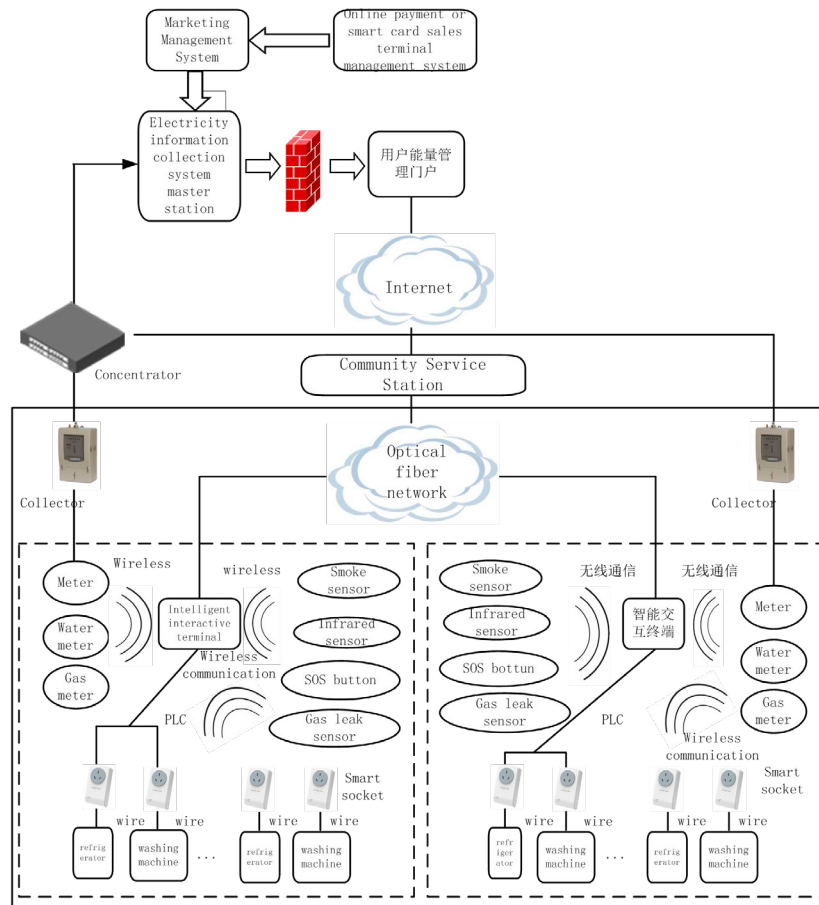 Marketing
Management
System
Online payment or
smart card sales
terminal
management system
Electricity
information
collection
system
master
station
用户能量管
理门户
Internet
Concentrator
Community Service
Station
Optical
fiber
network
Collector
Collector
Wireless
wireless
Smoke
sensor
Meter
Intelligent
interactive
terminal
Infrared
sensor
Water
meter
Wireless
communication
SOS button
Gas
meter
PLC
Gas leak
sensor
Smart
socket
wire
wire
wire
wire
refrig
erator
washing
machine
...
refrig
erator
washing
machine
Smoke
sensor
无线通信
无线通信
Infrared
sensor
智能交
互终端
Meter
SOS bottun
Water
meter
Gas leak
sensor
PLC
Gas
meter
Wireless
communication
Smart
socket
wire
wire
wire
wire
refr
iger
ator
washing
machine
...
refrig
erator
washing
machine